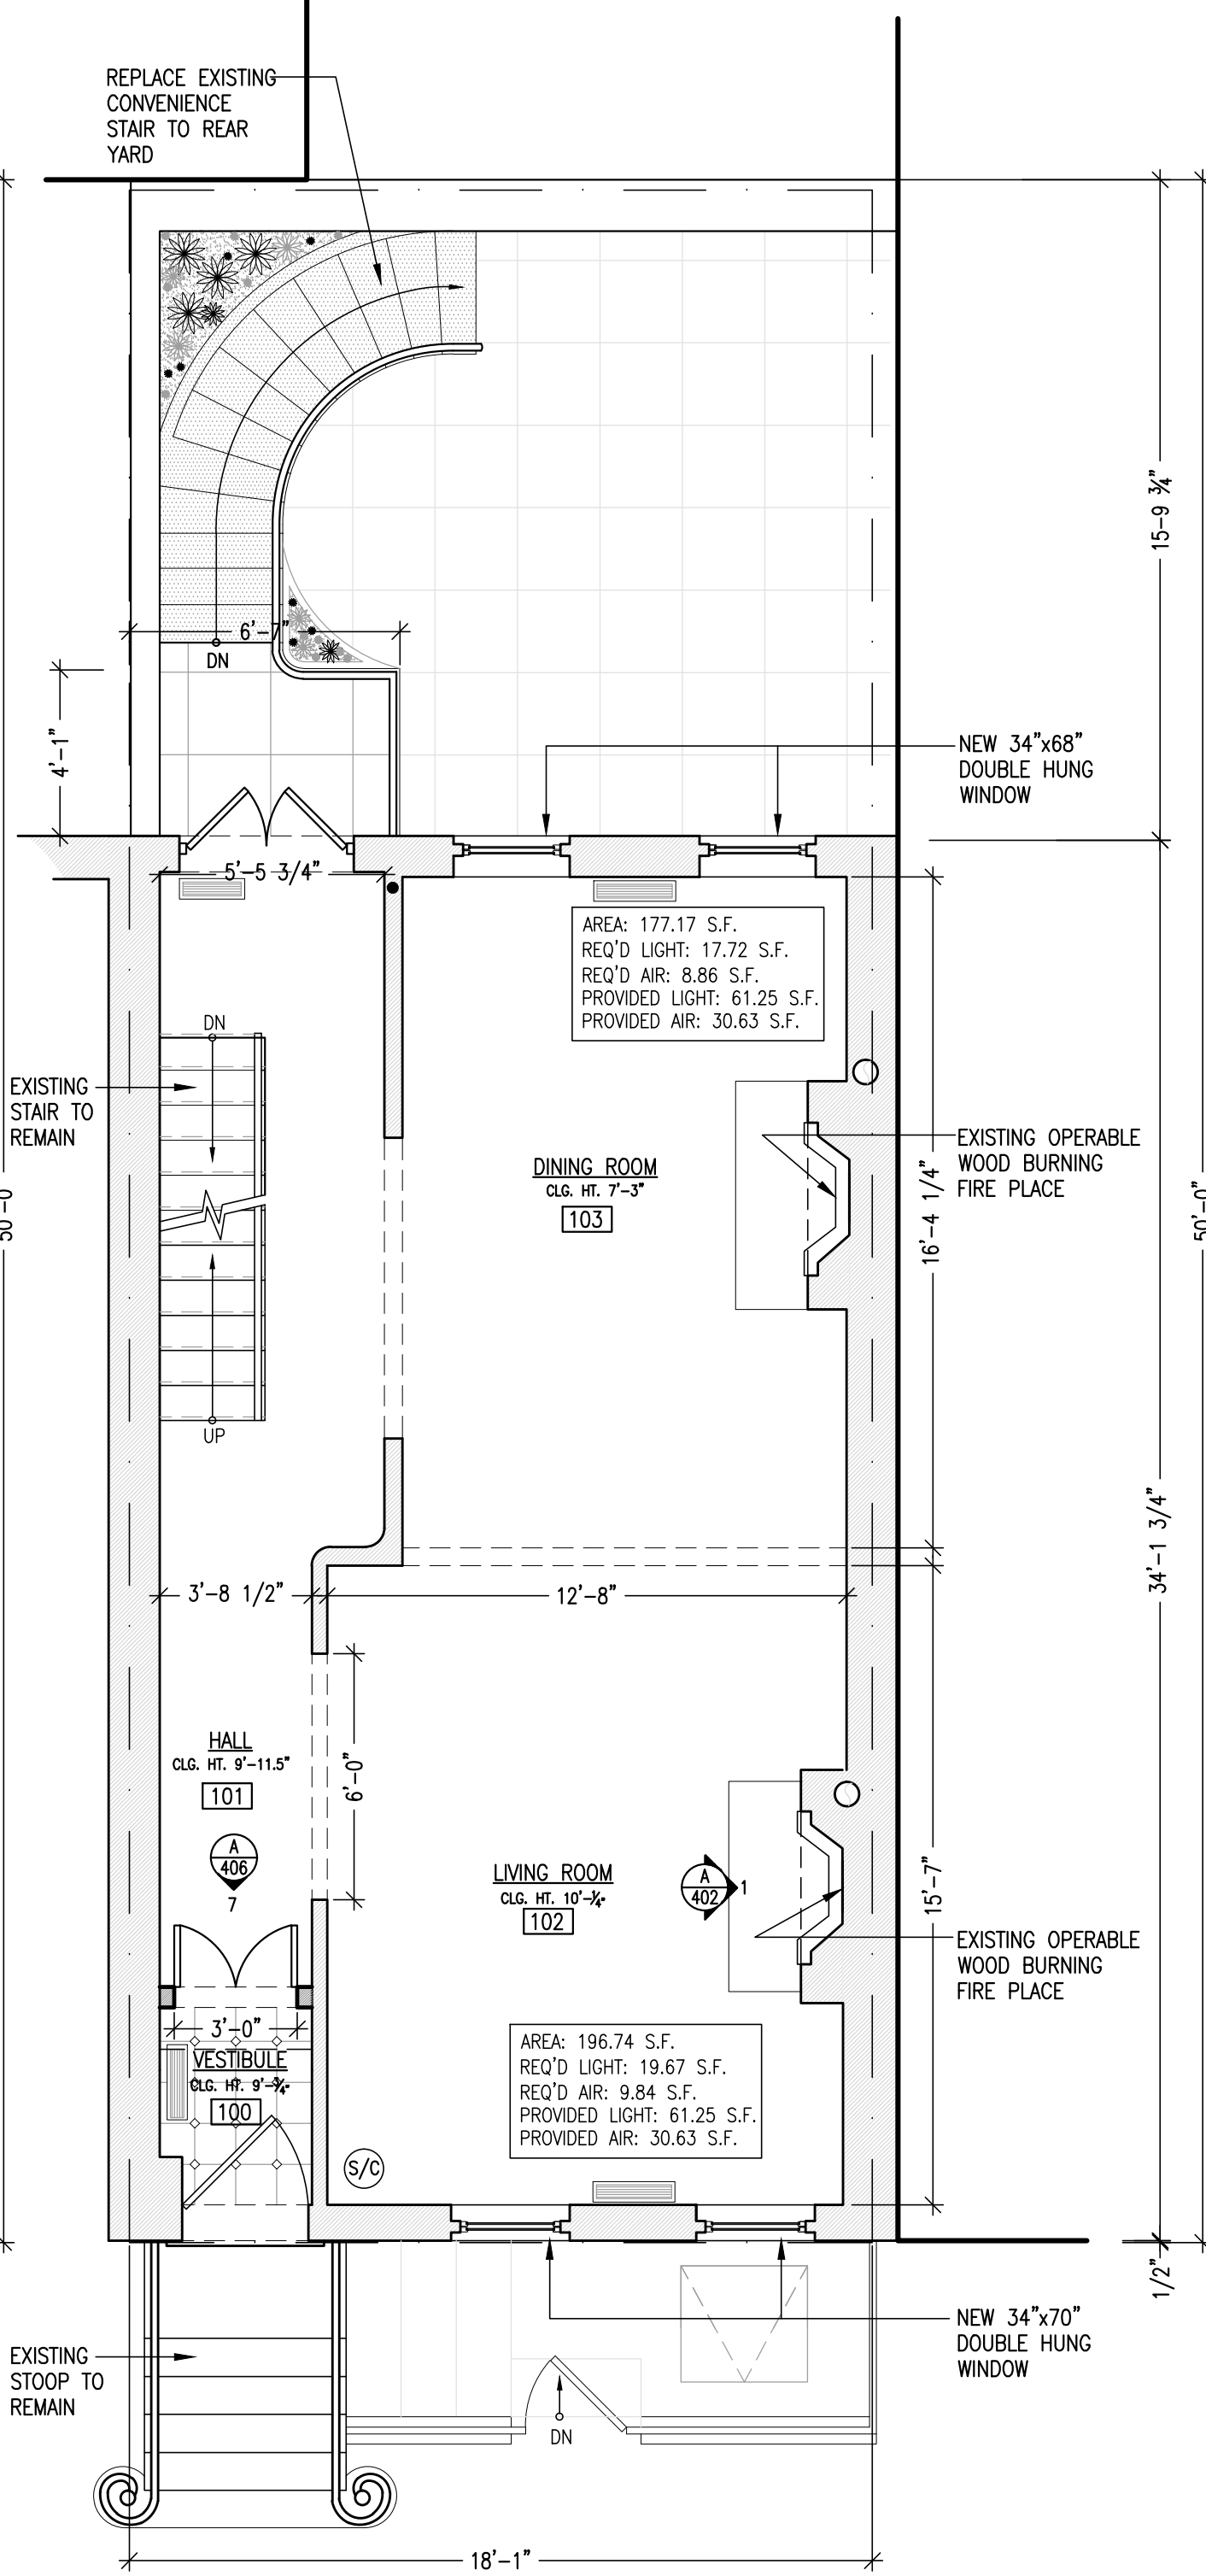 REPLACE EXISTING
CONVENIENCE
STAIR TO REAR
YARD
15-9 ¾"
6'-7"
DN
4'-1"
NEW 34"x68"
DOUBLE HUNG
WINDOW
5'-5 3/4"
AREA: 177.17 S.F.
REQ'D LIGHT: 17.72 S.F.
REQ'D AIR: 8.86 S.F.
PROVIDED LIGHT: 61.25 S.F.
PROVIDED AIR: 30.63 S.F.
DN
EXISTING
STAIR TO
REMAIN
EXISTING OPERABLE
WOOD BURNING
FIRE PLACE
DINING ROOM
CLG. HT. 7'-3"
103
16'-4 1/4"
50'-0"
50'-0"
UP
34'-1 3/4"
3'-8 1/2"
12'-8"
6'-0"
HALL
CLG. HT. 9'-11.5"
101
A
406
7
LIVING ROOM
CLG. HT. 10'-¾"
102
A
402
1
15'-7"
EXISTING OPERABLE
WOOD BURNING
FIRE PLACE
3'-0"
VESTIBULE
CLG. HT. 9'-¾"
100
AREA: 196.74 S.F.
REQ'D LIGHT: 19.67 S.F.
REQ'D AIR: 9.84 S.F.
PROVIDED LIGHT: 61.25 S.F.
PROVIDED AIR: 30.63 S.F.
S/C
1/2"
NEW 34"x70"
DOUBLE HUNG
WINDOW
EXISTING
STOOP TO
REMAIN
DN
18'-1"